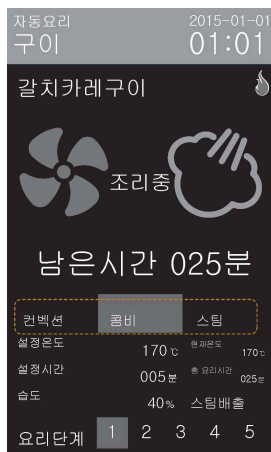 자동요리 2015-01-01
구이 01:01
갈치카레구이
조리중
남은시간 025분
컨벡션 콤비 스팀
설정온도 170℃ 현재온도 170℃
설정시간 005분 총 요리시간 025분
습도 40% 스팀배출
요리단계 1 2 3 4 5